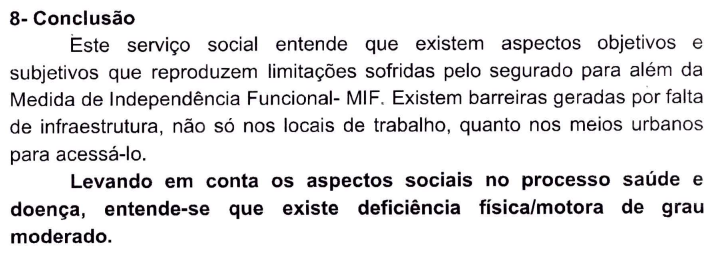 8- Conclusão
Este serviço social entende que existem aspectos objetivos e
subjetivos que reproduzem limitações sofridas pelo segurado para além da
Medida de Independência Funcional- MIF. Existem barreiras geradas por falta
de infraestrutura, não só nos locais de trabalho, quanto nos meios urbanos
para acessá-lo.
Levando em conta os aspectos sociais no processo saúde e
doença, entende-se que existe deficiência física/motora de grau
moderado.